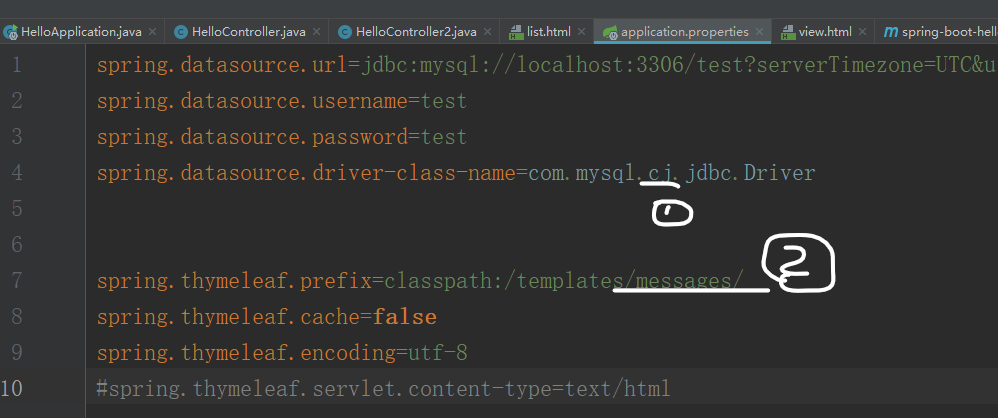 HelloApplication.java × HelloController.java × HelloController2.java × list.html × application.properties × view.html × spring-boot-hell
1 spring.datasource.url=jdbc:mysql://localhost:3306/test?serverTimezone=UTC&u
2 spring.datasource.username=test
3 spring.datasource.password=test
4 spring.datasource.driver-class-name=com.mysql.cj.jdbc.Driver
5
①
6
7 spring.thymeleaf.prefix=classpath:/templates/messages/ 2
8 spring.thymeleaf.cache=false
9 spring.thymeleaf.encoding=utf-8
10 #spring.thymeleaf.servlet.content-type=text/html